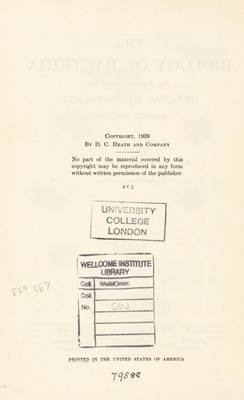 COPYRIGHT, 1939
BY D. C. HEATH AND COMPANY
No part of the material covered by this
copyright may be reproduced in any form
without written permission of the publisher.
UNIVERSITY
COLLEGE
LONDON
WELLCOME INSTITUTE
LIBRARY
Coll. WelMOmec
Coll.
No. QW4
879867
PRINTED IN THE UNITED STATES OF AMERICA